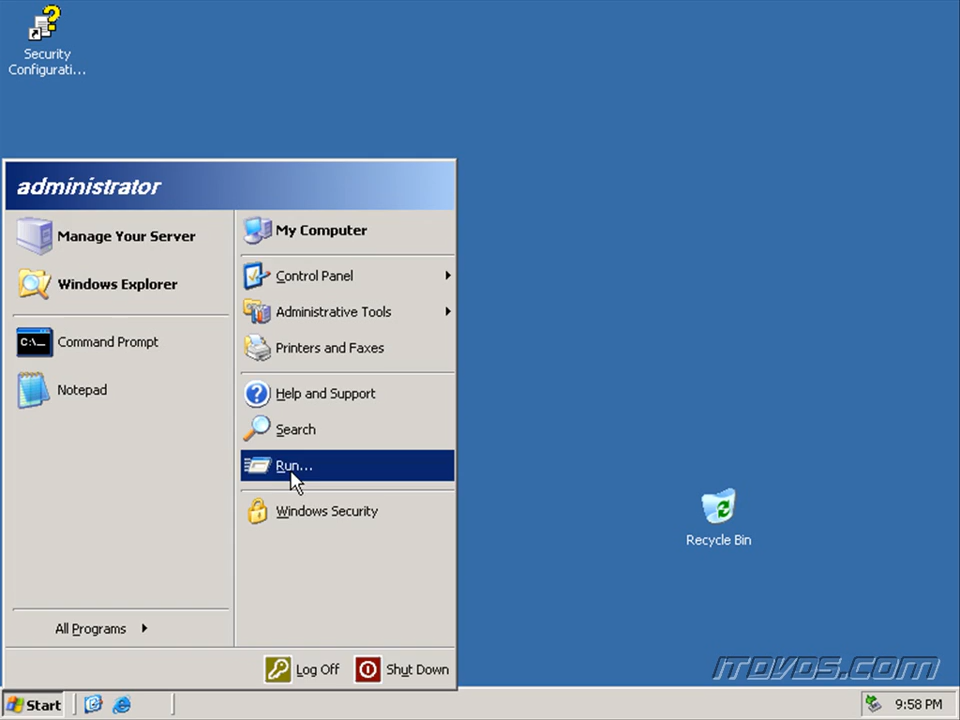 Security
Configurati...
administrator
Manage Your Server
Windows Explorer
C:\_
Command Prompt
Notepad
All Programs
My Computer
Control Panel
Administrative Tools
Printers and Faxes
Help and Support
Search
Run...
Windows Security
Log Off
Shut Down
Recycle Bin
ITDVDS.COM
Start
9:58 PM